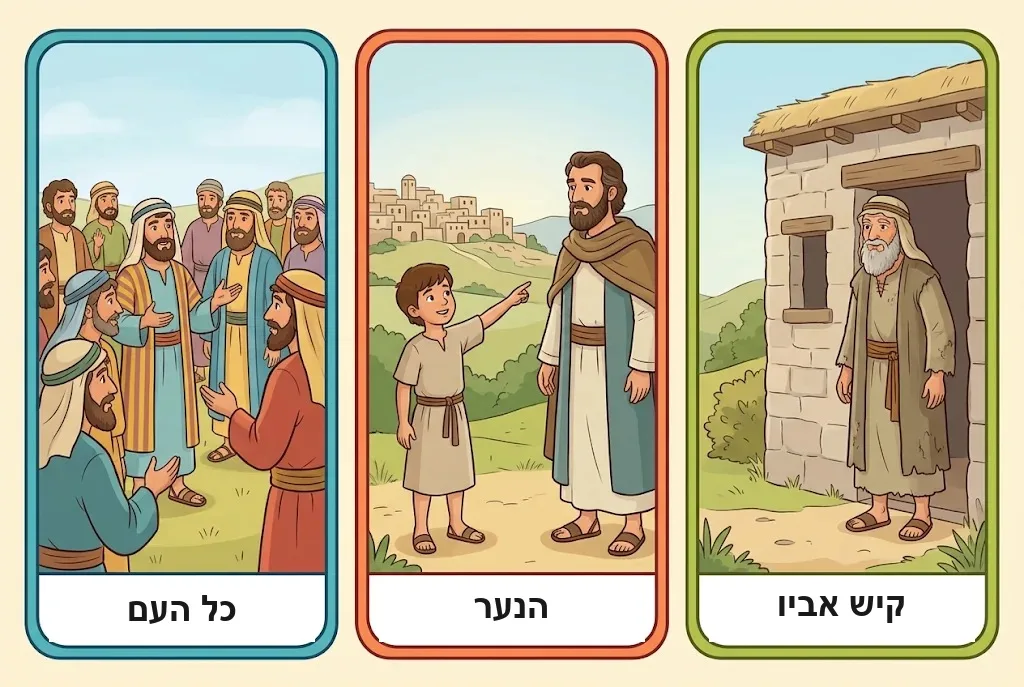 קיש אביו
הנער
כל העם